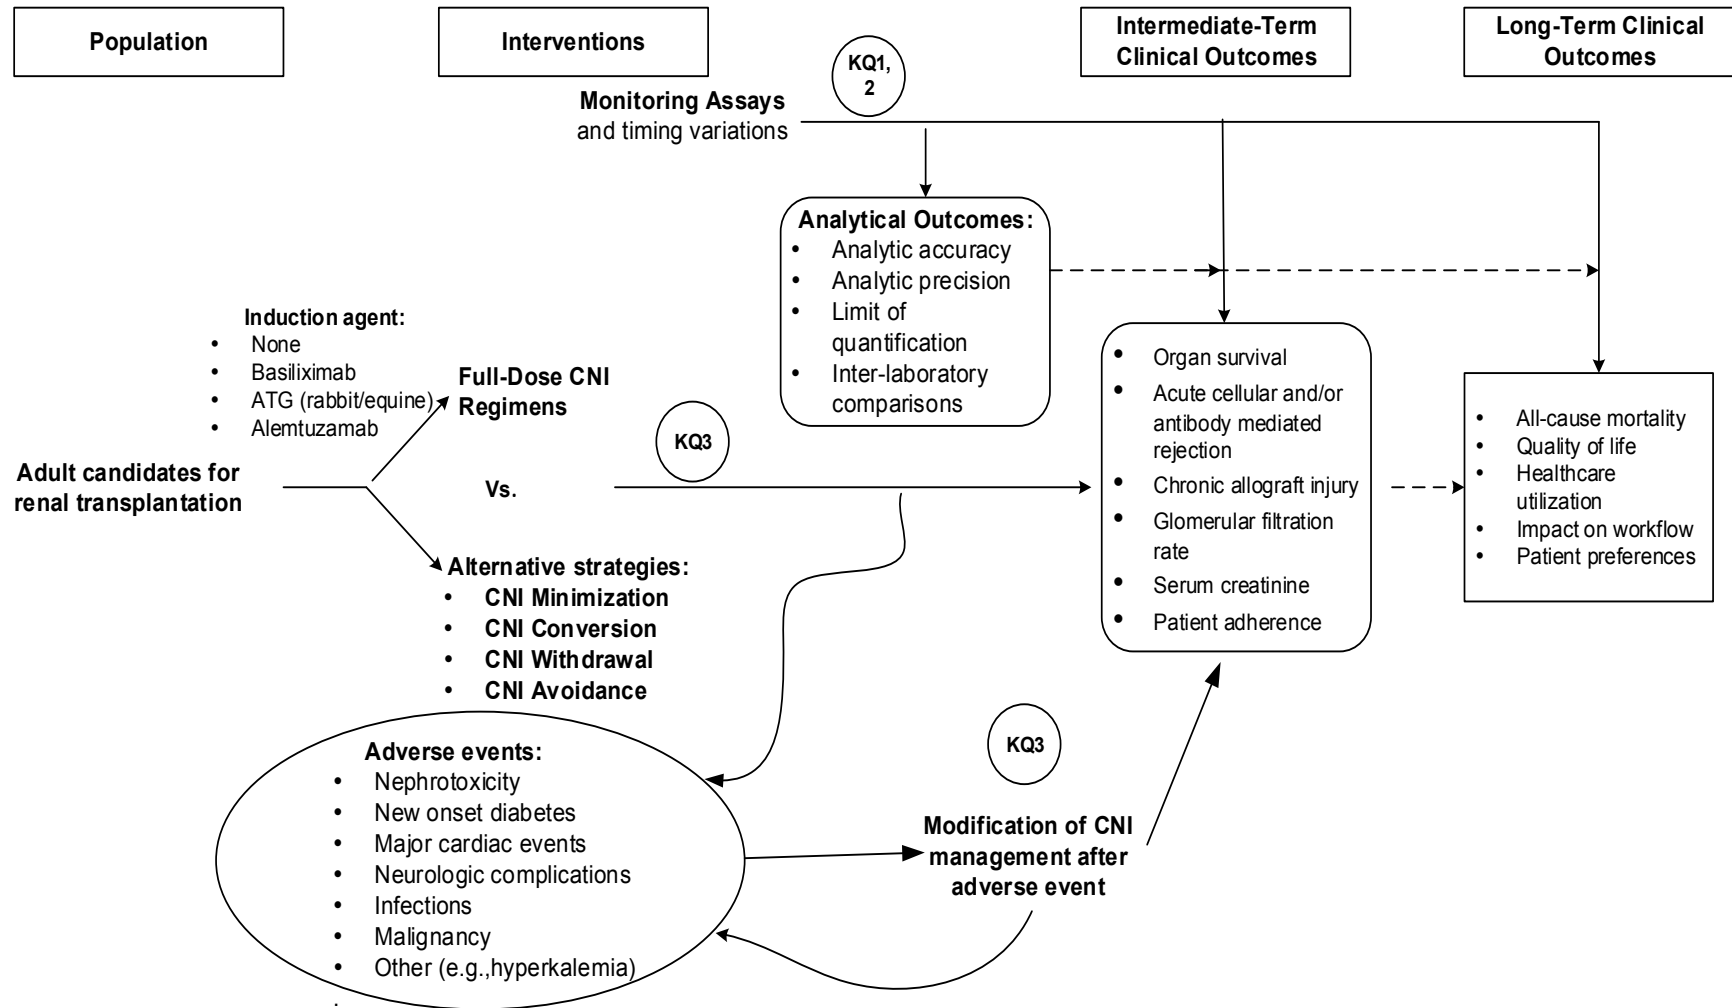 Population
Interventions
Intermediate-Term
Clinical Outcomes
Long-Term Clinical
Outcomes
KQ1,
2
Monitoring Assays
and timing variations
Analytical Outcomes:
• Analytic accuracy
• Analytic precision
• Limit of
quantification
• Inter-laboratory
comparisons
Induction agent:
• None
• Basiliximab
• ATG (rabbit/equine)
• Alemtuzamab
Adult candidates for
renal transplantation
Full-Dose CNI
Regimens
Vs.
Alternative strategies:
• CNI Minimization
• CNI Conversion
• CNI Withdrawal
• CNI Avoidance
KQ3
• Organ survival
• Acute cellular and/or
antibody mediated
rejection
• Chronic allograft injury
• Glomerular filtration
rate
• Serum creatinine
• Patient adherence
• All-cause mortality
• Quality of life
• Healthcare
utilization
• Impact on workflow
• Patient preferences
Adverse events:
• Nephrotoxicity
• New onset diabetes
• Major cardiac events
• Neurologic complications
• Infections
• Malignancy
• Other (e.g.,hyperkalemia)
KQ3
Modification of CNI
management after
adverse event